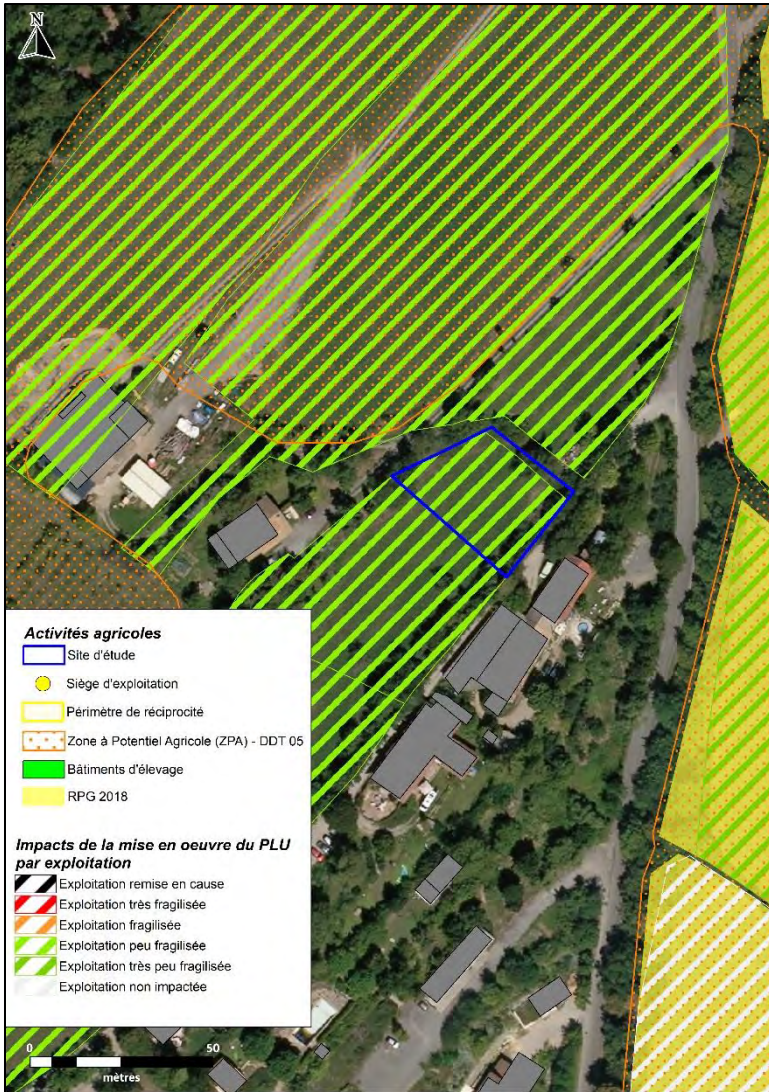 N
Activités agricoles
Site d'étude
Siège d'exploitation
Périmètre de réciprocité
Zone à Potentiel Agricole (ZPA) - DDT 05
Bâtiments d'élevage
RPG 2018
Impacts de la mise en oeuvre du PLU
par exploitation
Exploitation remise en cause
Exploitation très fragilisée
Exploitation fragilisée
Exploitation peu fragilisée
Exploitation très peu fragilisée
Exploitation non impactée
0 50
mètres